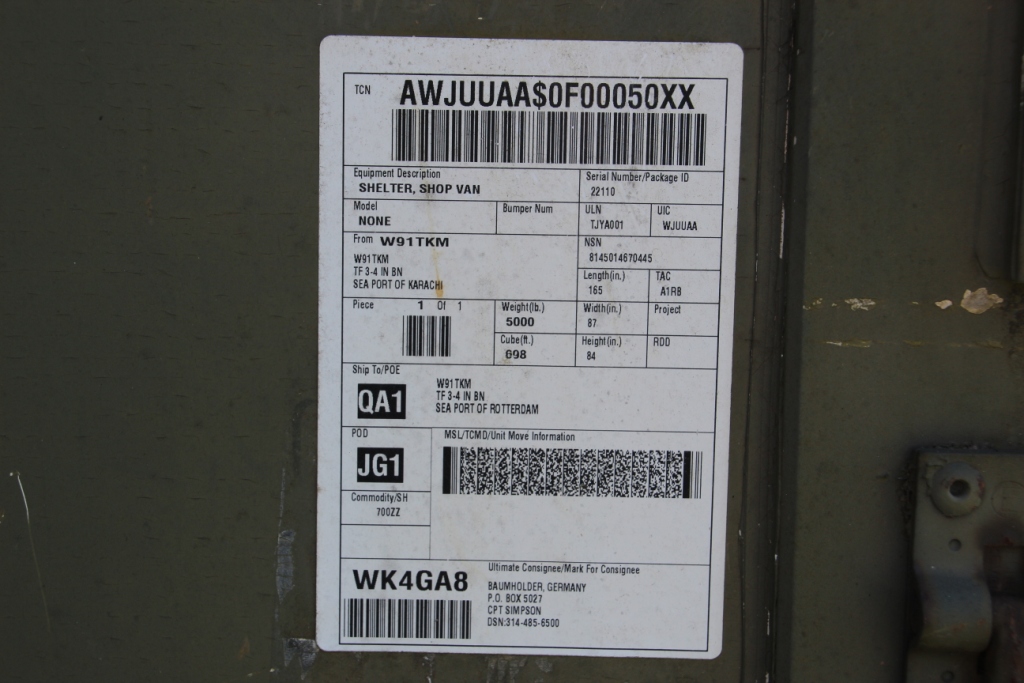 TCN AWJUUAA$0F00050XX
Equipment Description
SHELTER, SHOP VAN
Serial Number/Package ID
22110
Model
NONE
Bumper Num
ULN
TJYA001
UIC
WJUUAA
From W91TKM
W91TKM
TF 3-4 IN BN
SEA PORT OF KARACHI
NSN
8145014670445
Length(in.)
165
TAC
A1R8
Piece 1 Of 1
Weight(lb.)
5000
Width(in.)
87
Project
Cube(ft.)
698
Height(in.)
84
RDD
Ship To/POE
QA1
W91TKM
TF 3-4 IN BN
SEA PORT OF ROTTERDAM
POD
JG1
MSL/TCMD/Unit Move Information
Commodity/SH
700ZZ
WK4GA8
Ultimate Consignee/Mark For Consignee
BAUMHOLDER, GERMANY
P.O. BOX 5027
CPT SIMPSON
DSN:314-485-6500